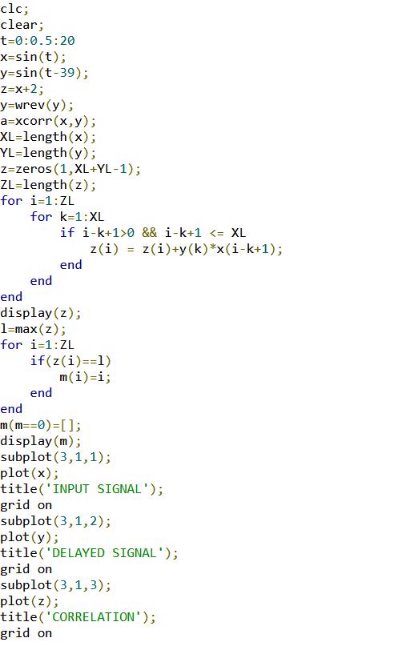 clc;
clear;
t=0:0.5:20
x=sin(t);
y=sin(t-39);
z=x+2;
y=wrev(y);
a=xcorr(x,y);
XL=length(x);
YL=length(y);
z=zeros(1,XL+YL-1);
ZL=length(z);
for i=1:ZL
    for k=1:XL
        if i-k+1>0 && i-k+1 <= XL
            z(i) = z(i)+y(k)*x(i-k+1);
        end
    end
end
display(z);
l=max(z);
for i=1:ZL
    if(z(i)==l)
        m(i)=i;
    end
end
m(m==0)=[];
display(m);
subplot(3,1,1);
plot(x);
title('INPUT SIGNAL');
grid on
subplot(3,1,2);
plot(y);
title('DELAYED SIGNAL');
grid on
subplot(3,1,3);
plot(z);
title('CORRELATION');
grid on